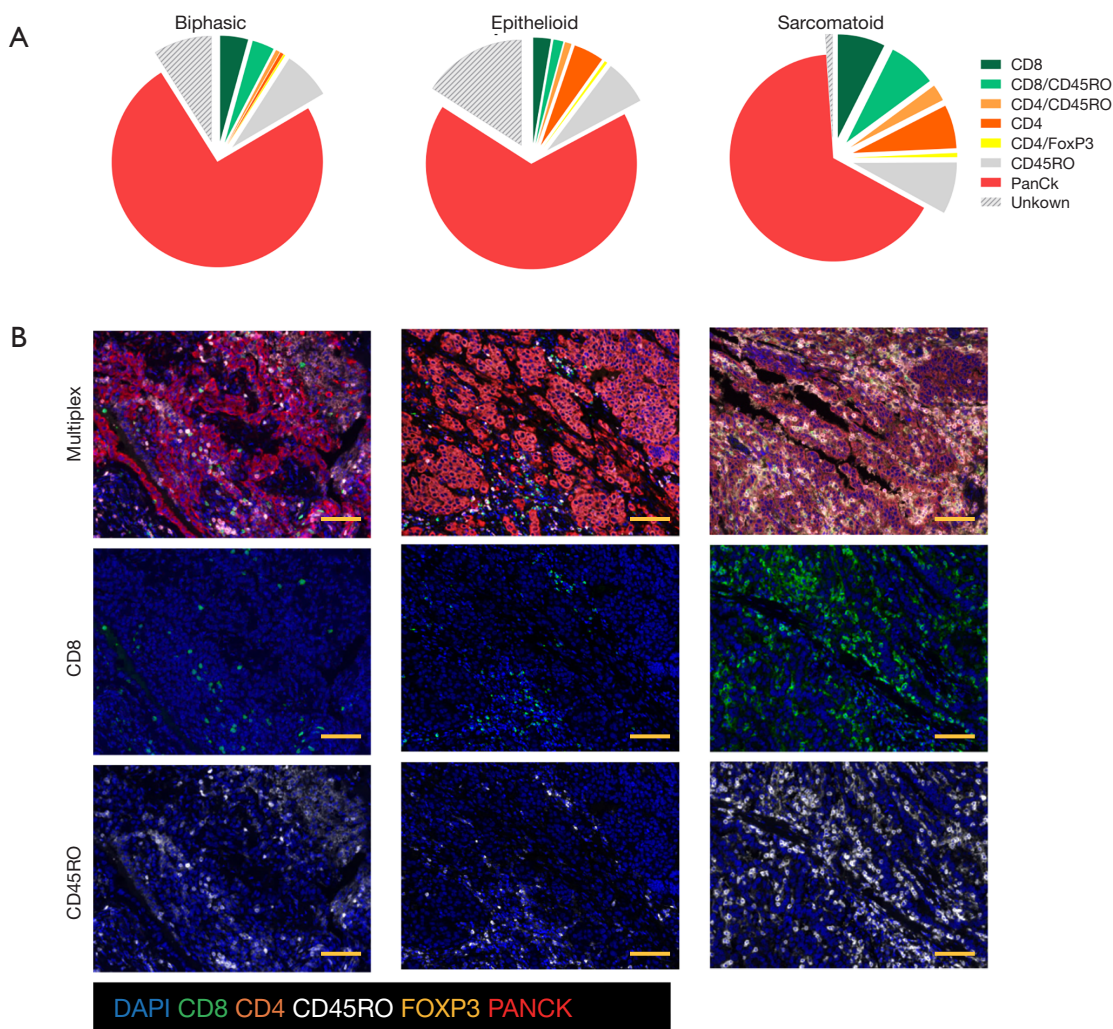 A
Biphasic
Epithelioid
Sarcomatoid
CD8
CD8/CD45RO
CD4/CD45RO
CD4
CD4/FoxP3
CD45RO
PanCk
Unkown
B
Multiplex
CD8
CD45RO
DAPI CD8 CD4 CD45RO FOXP3 PANCK